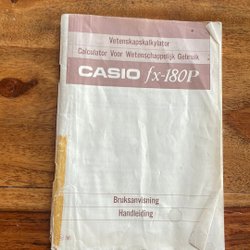 Vetenskapskalkylator
Calculator Voor Wetenschappelijk Gebruik
CASIO fx-180P
Bruksanvisning
Handleiding